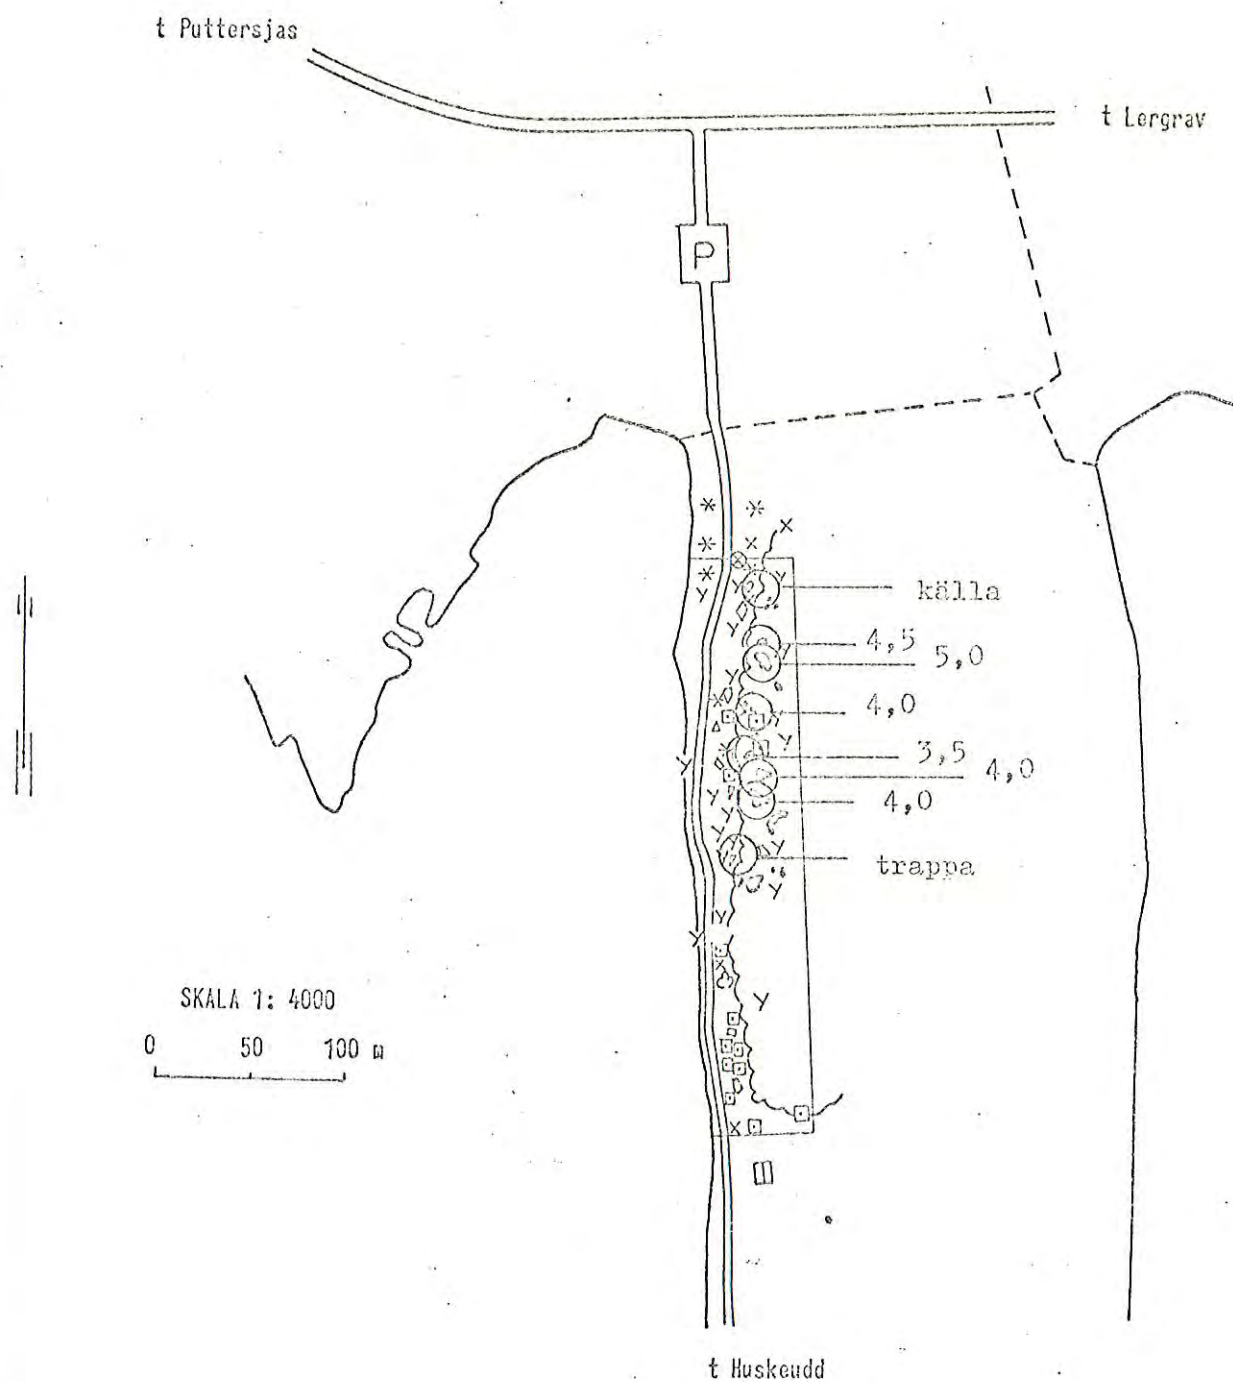 t Puttersjas
t Lergrav
P
källa
4,5
5,0
4,0
3,5
4,0
4,0
trappa
SKALA 1: 4000
0 50 100 m
t Huskeudd